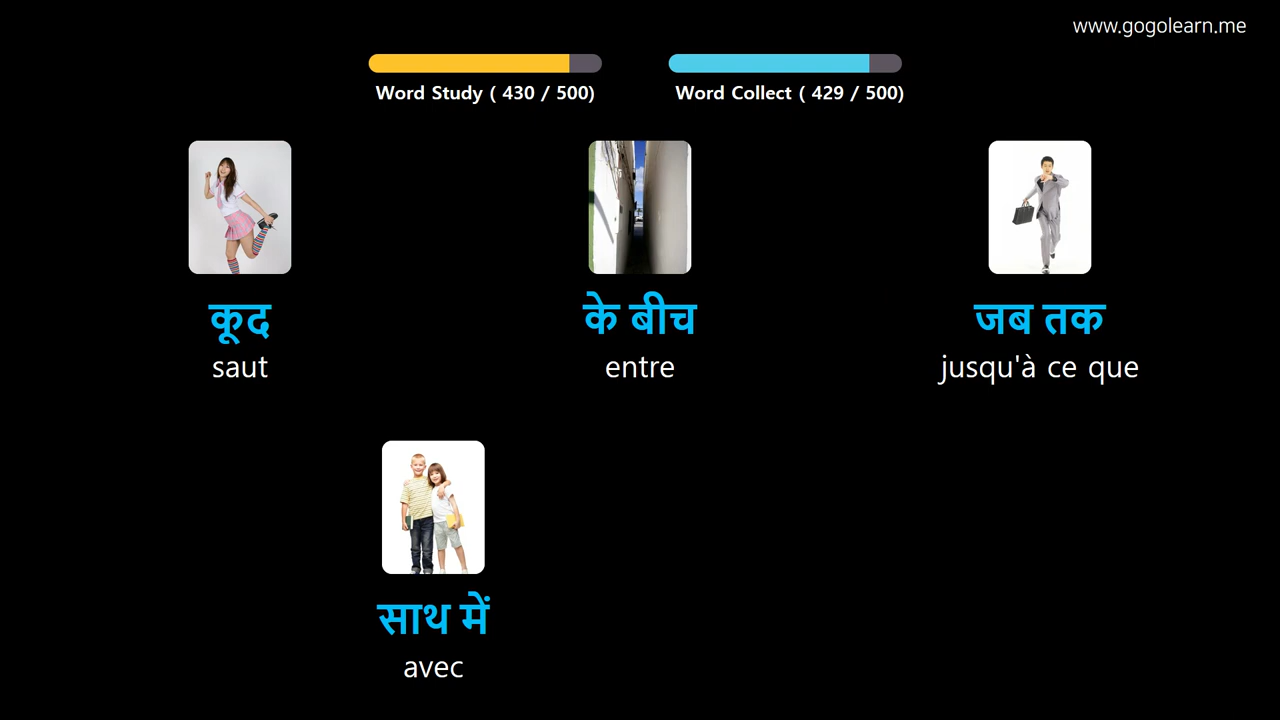 www.gogolearn.me
Word Study ( 430 / 500)
Word Collect ( 429 / 500)
कूद
saut
के बीच
entre
जब तक
jusqu'à ce que
साथ में
avec